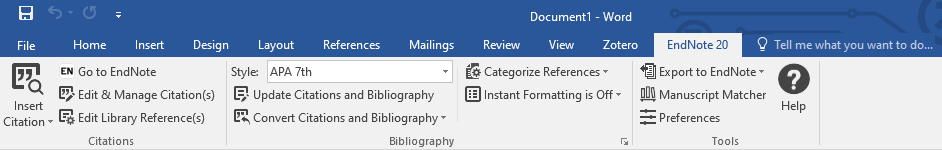 Document1 - Word
File Home Insert Design Layout References Mailings Review View Zotero EndNote 20 Tell me what you want to do...
Insert Citation
EN Go to EndNote
Edit & Manage Citation(s)
Edit Library Reference(s)
Citations
Style: APA 7th
Update Citations and Bibliography
Convert Citations and Bibliography
Categorize References
Instant Formatting is Off
Bibliography
Export to EndNote
Manuscript Matcher
Preferences
Help
Tools